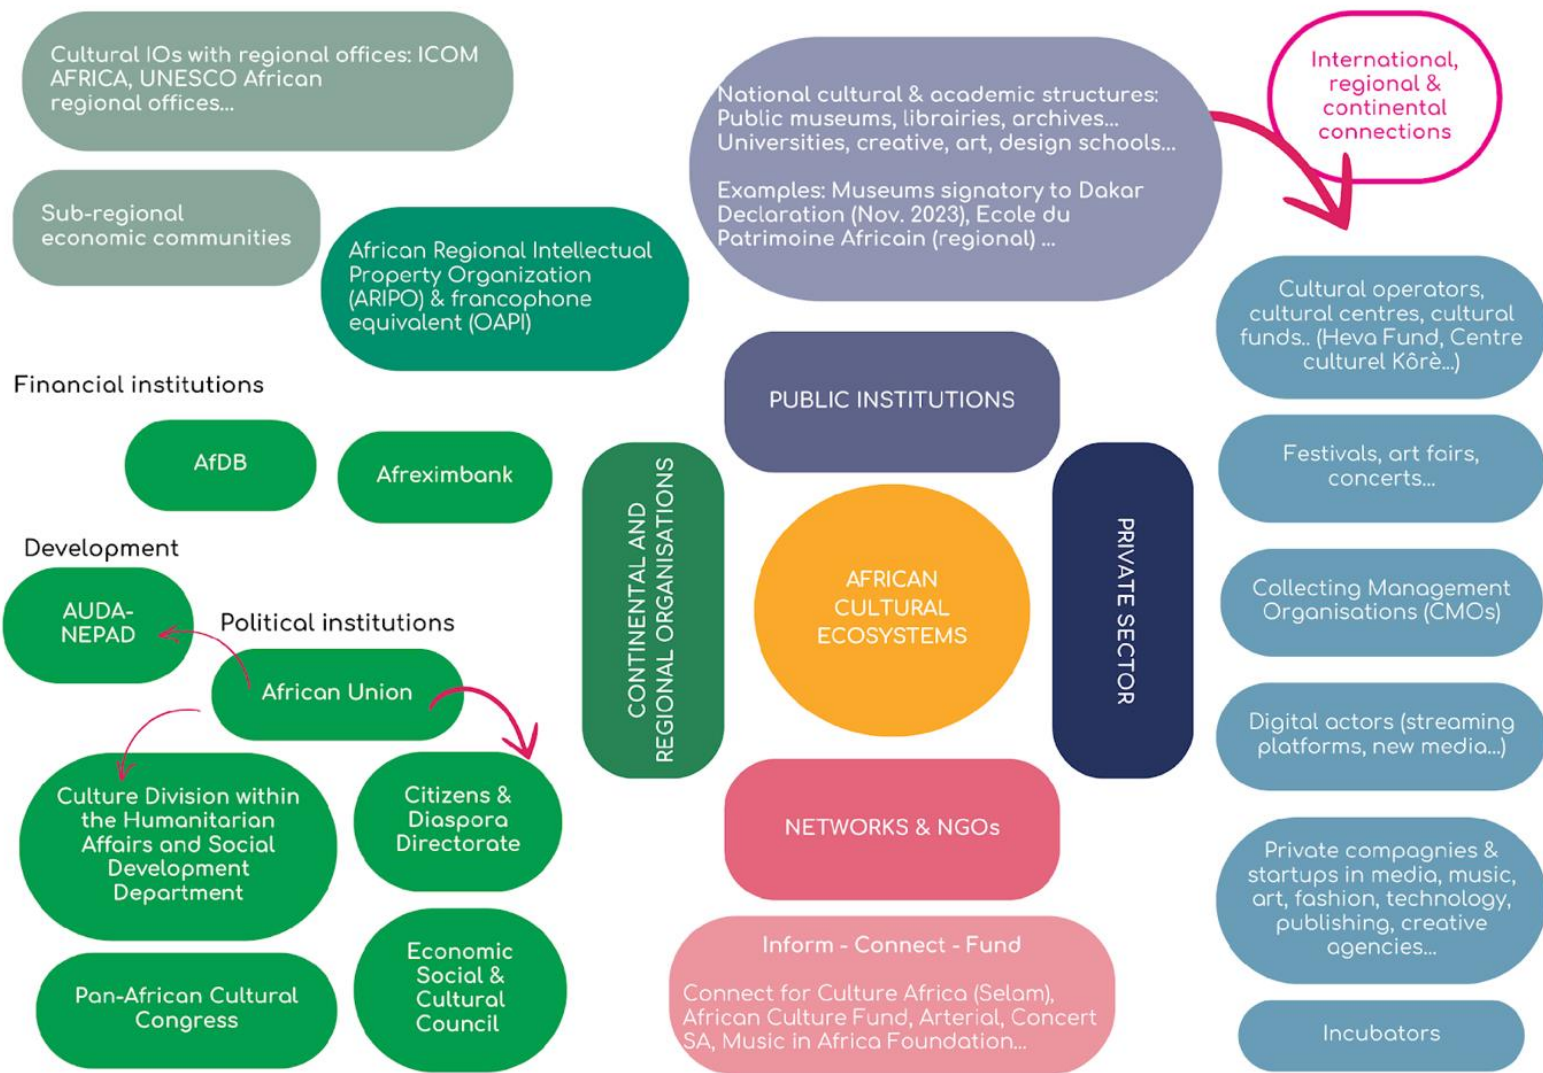 Cultural IOs with regional offices: ICOM
AFRICA, UNESCO African
regional offices...
Sub-regional
economic communities
African Regional Intellectual
Property Organization
(ARIPO) & francophone
equivalent (OAPI)
National cultural & academic structures:
Public museums, librairies, archives...
Universities, creative, art, design schools...
Examples: Museums signatory to Dakar
Declaration (Nov. 2023), Ecole du
Patrimoine Africain (regional) ...
International,
regional &
continental
connections
Financial institutions
AfDB
Afreximbank
Development
AUDA-
NEPAD
Political institutions
African Union
Culture Division within
the Humanitarian
Affairs and Social
Development
Department
Citizens &
Diaspora
Directorate
Pan-African Cultural
Congress
Economic
Social &
Cultural
Council
CONTINENTAL AND
REGIONAL ORGANISATIONS
PUBLIC INSTITUTIONS
AFRICAN
CULTURAL
ECOSYSTEMS
PRIVATE SECTOR
NETWORKS & NGOs
Inform - Connect - Fund
Connect for Culture Africa (Selam),
African Culture Fund, Arterial, Concert
SA, Music in Africa Foundation...
Cultural operators,
cultural centres, cultural
funds.. (Heva Fund, Centre
culturel Kôrè...)
Festivals, art fairs,
concerts...
Collecting Management
Organisations (CMOs)
Digital actors (streaming
platforms, new media...)
Private compagnies &
startups in media, music,
art, fashion, technology,
publishing, creative
agencies...
Incubators